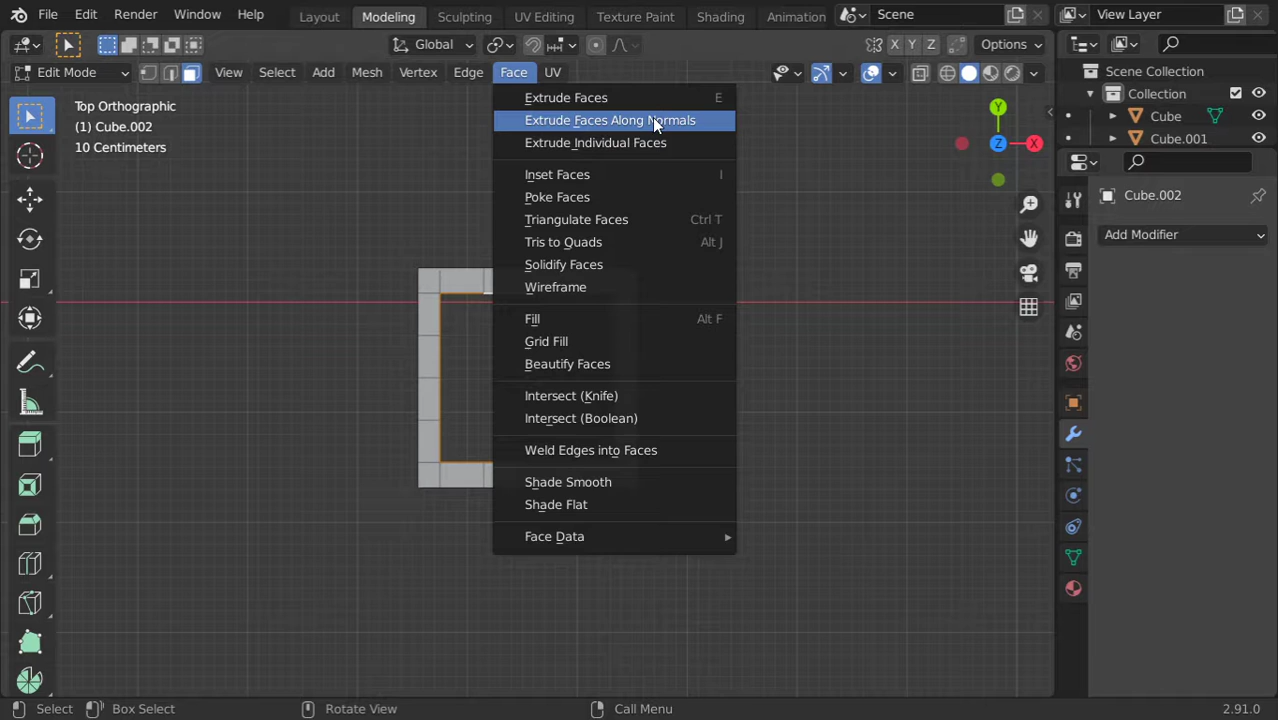 File Edit Render Window Help Layout Modeling Sculpting UV Editing Texture Paint Shading Animation Scene View Layer
Global X Y Z Options
Edit Mode View Select Add Mesh Vertex Edge Face UV
Scene Collection
Collection
Cube
Cube.001
Top Orthographic
(1) Cube.002
10 Centimeters
Extrude Faces E
Extrude Faces Along Normals
Extrude Individual Faces
Inset Faces I
Poke Faces
Triangulate Faces Ctrl T
Tris to Quads Alt J
Solidify Faces
Wireframe
Fill Alt F
Grid Fill
Beautify Faces
Intersect (Knife)
Intersect (Boolean)
Weld Edges into Faces
Shade Smooth
Shade Flat
Face Data
Y
Z X
Cube.002
Add Modifier
Select Box Select Rotate View Call Menu 2.91.0